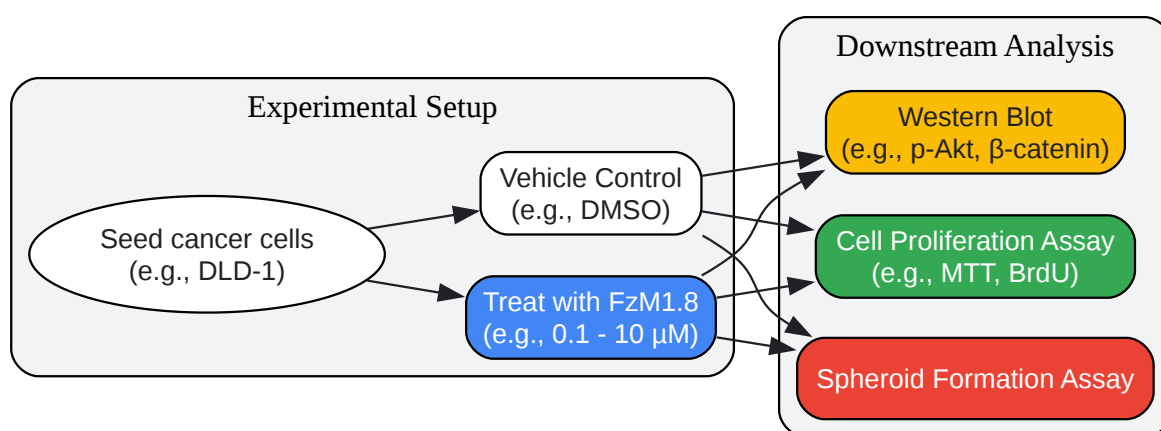 Experimental Setup
Seed cancer cells
(e.g., DLD-1)
Vehicle Control
(e.g., DMSO)
Treat with FzM1.8
(e.g., 0.1 - 10 µM)
Downstream Analysis
Western Blot
(e.g., p-Akt, β-catenin)
Cell Proliferation Assay
(e.g., MTT, BrdU)
Spheroid Formation Assay